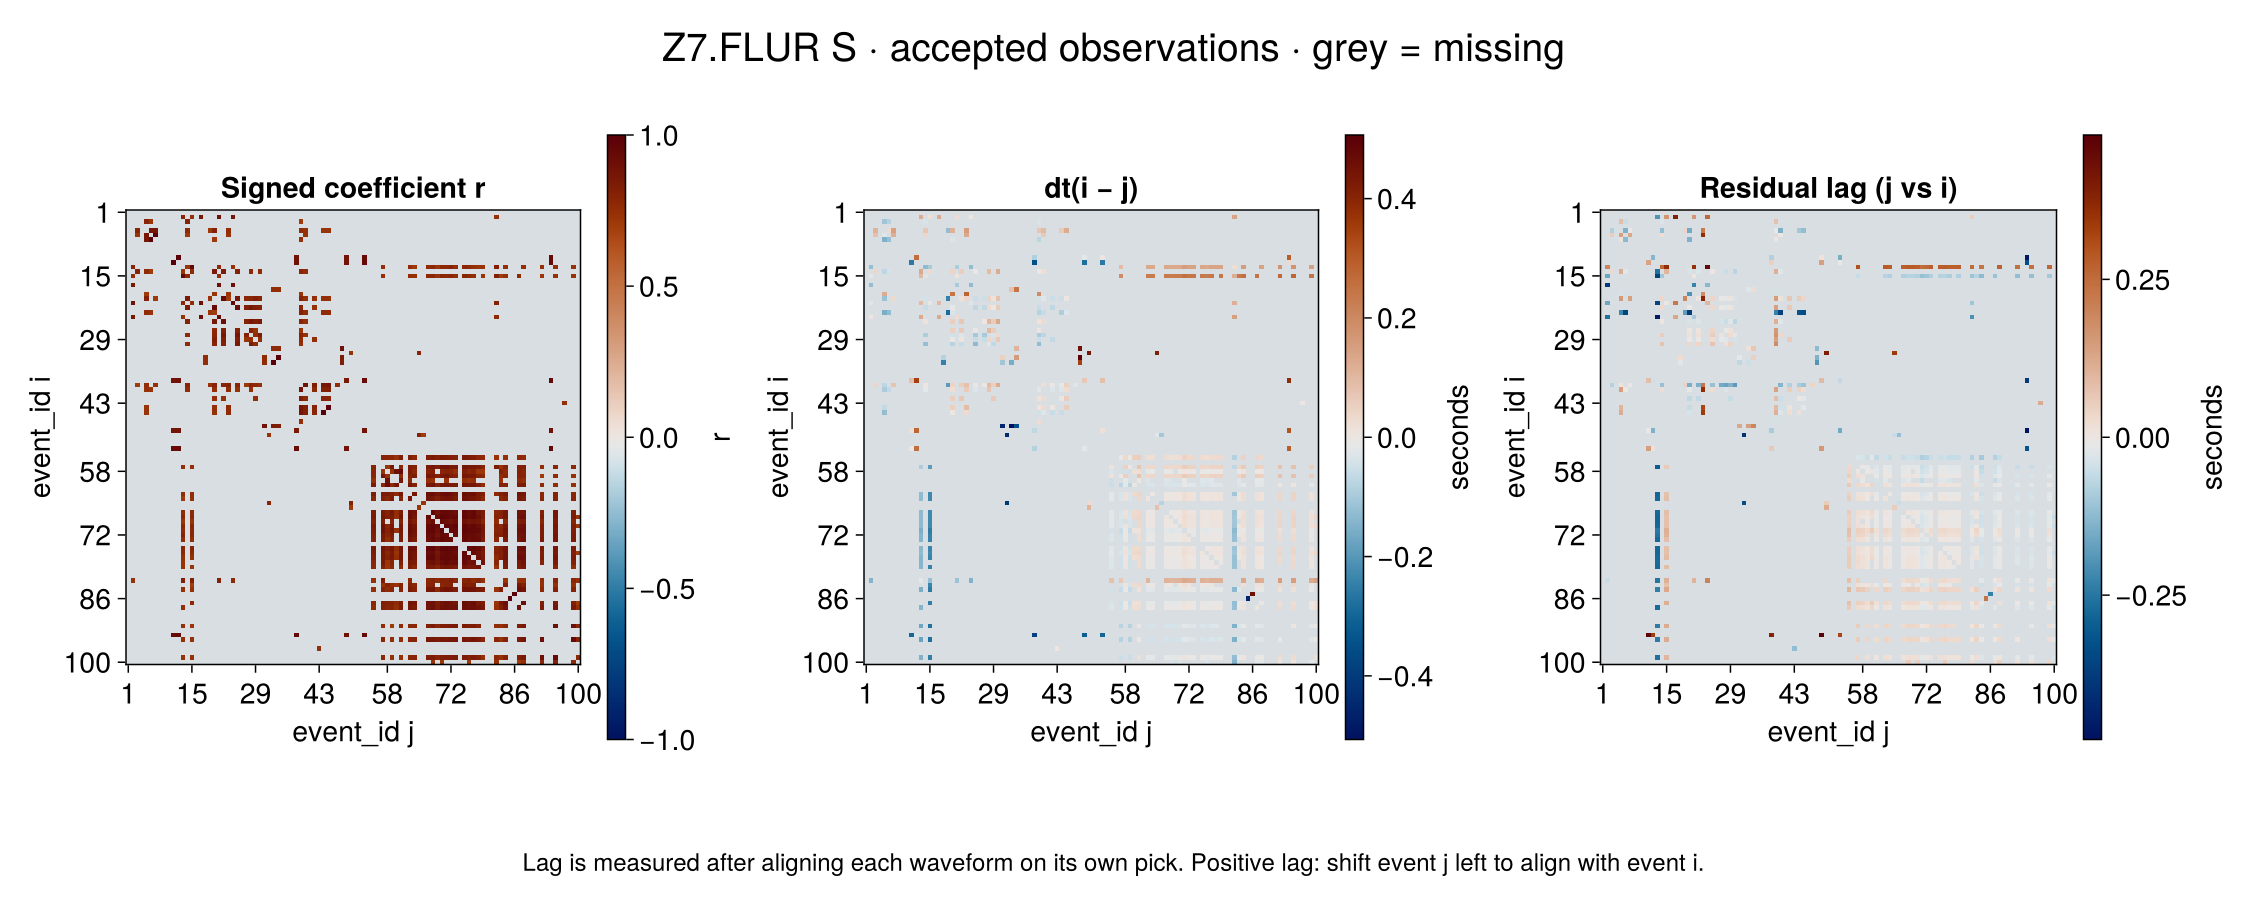 Z7.FLUR S · accepted observations · grey = missing
Signed coefficient r
1
15
29
43
58
72
86
100
event_id i
1 15 29 43 58 72 86 100
event_id j
1.0
0.5
0.0
−0.5
−1.0
r
dt(i − j)
1
15
29
43
58
72
86
100
event_id i
1 15 29 43 58 72 86 100
event_id j
0.4
0.2
0.0
−0.2
−0.4
seconds
Residual lag (j vs i)
1
15
29
43
58
72
86
100
event_id i
1 15 29 43 58 72 86 100
event_id j
0.25
0.00
−0.25
seconds
Lag is measured after aligning each waveform on its own pick. Positive lag: shift event j left to align with event i.